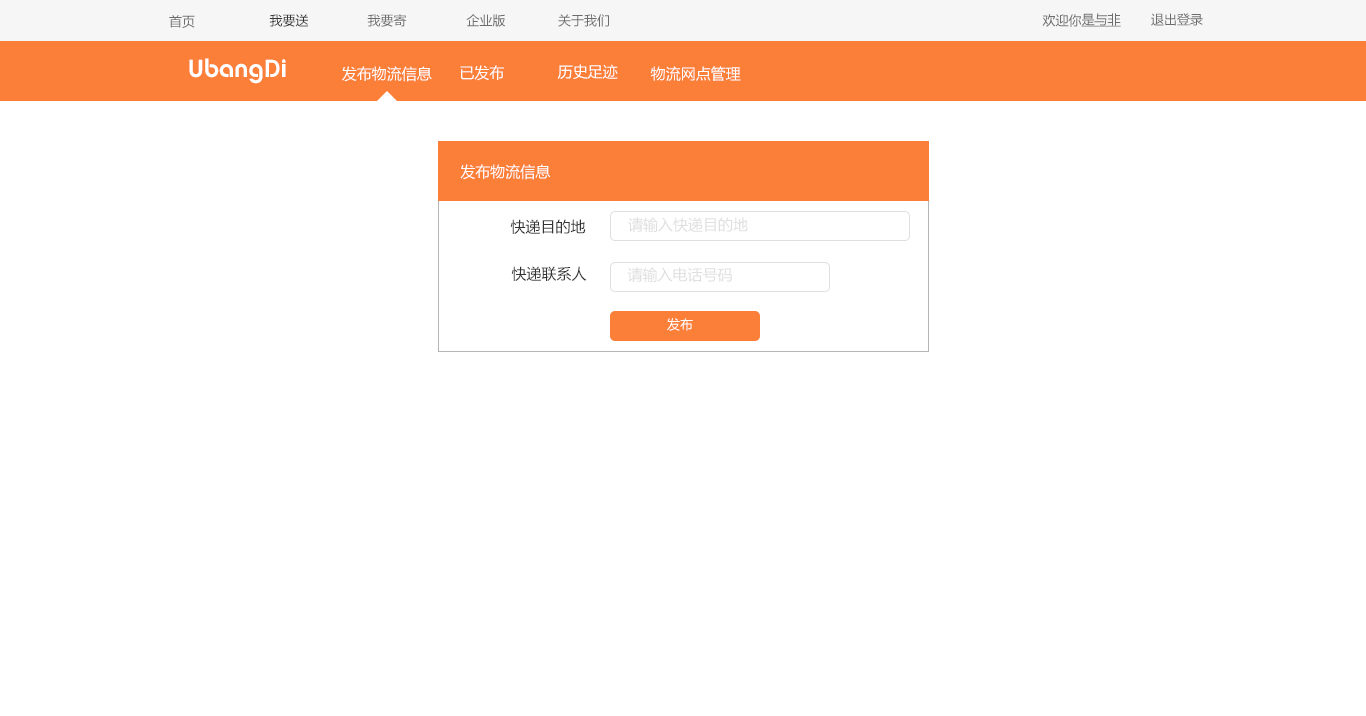 首页 我要送 我要寄 企业版 关于我们 欢迎你是与非 退出登录
UbangDi 发布物流信息 已发布 历史足迹 物流网点管理
发布物流信息
快递目的地 请输入快递目的地
快递联系人 请输入电话号码
发布